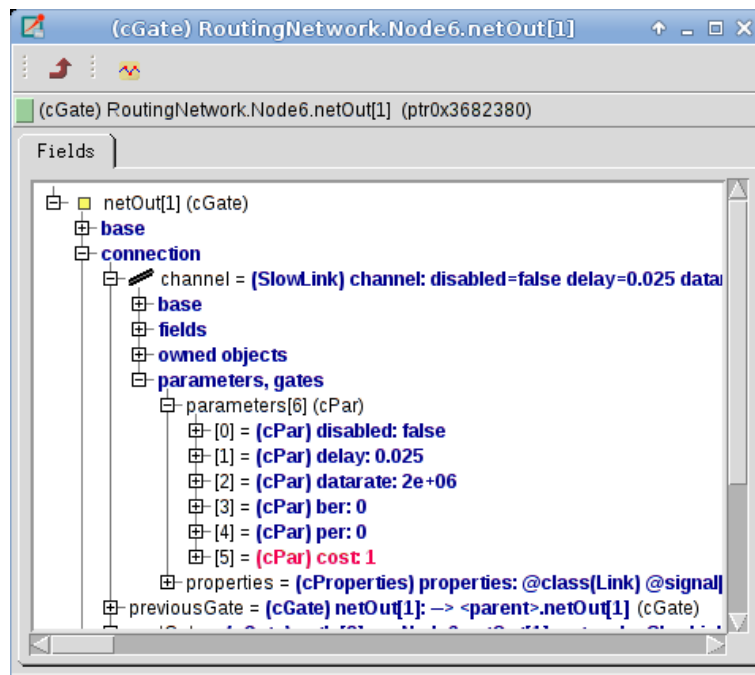 (cGate) RoutingNetwork.Node6.netOut[1]
(cGate) RoutingNetwork.Node6.netOut[1] (ptr0x3682380)
Fields
netOut[1] (cGate)
base
connection
channel = (SlowLink) channel: disabled=false delay=0.025 datar
base
fields
owned objects
parameters, gates
parameters[6] (cPar)
[0] = (cPar) disabled: false
[1] = (cPar) delay: 0.025
[2] = (cPar) datarate: 2e+06
[3] = (cPar) ber: 0
[4] = (cPar) per: 0
[5] = (cPar) cost: 1
properties = (cProperties) properties: @class(Link) @signal[
previousGate = (cGate) netOut[1]: --> <parent>.netOut[1] (cGate)